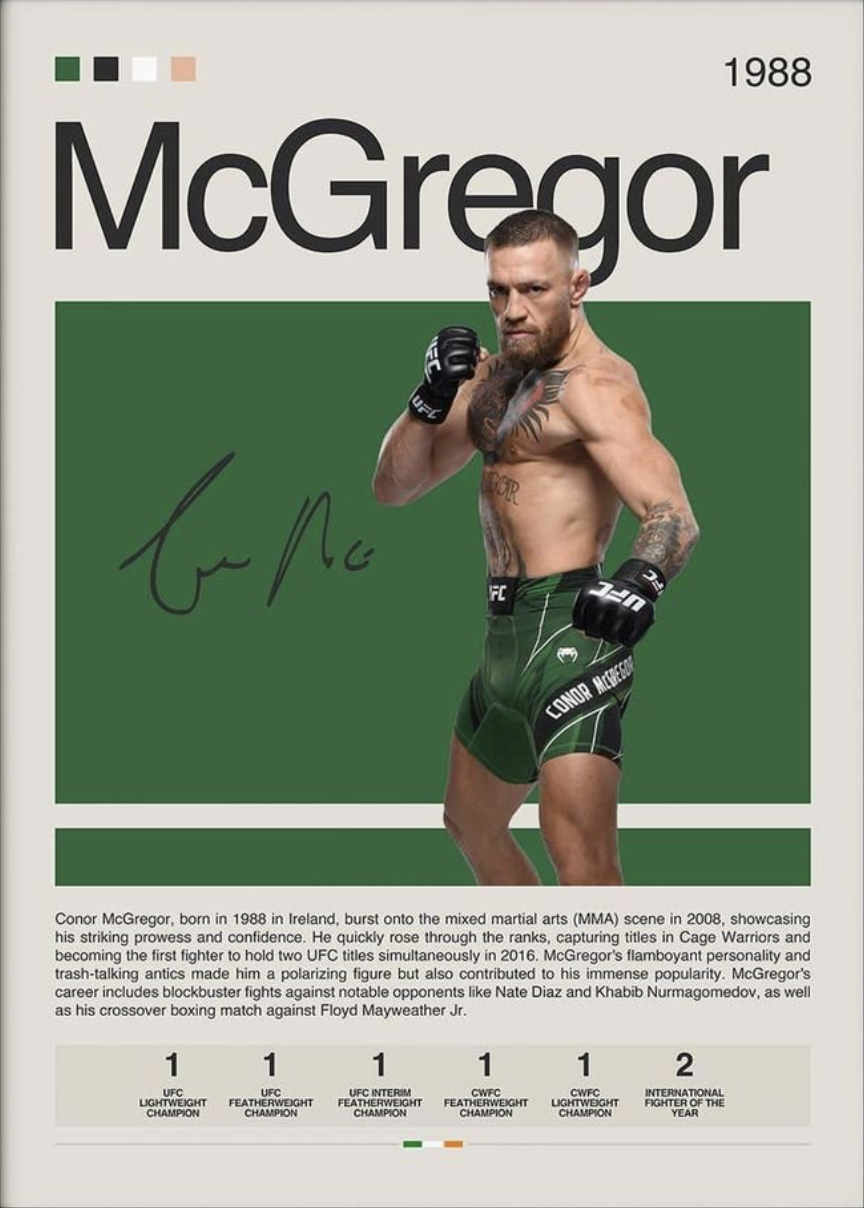 1988
McGregor
UFC
UFC
OIR
UFC
UFC
UFC
CONOR McGREGOR
Conor McGregor, born in 1988 in Ireland, burst onto the mixed martial arts (MMA) scene in 2008, showcasing
his striking prowess and confidence. He quickly rose through the ranks, capturing titles in Cage Warriors and
becoming the first fighter to hold two UFC titles simultaneously in 2016. McGregor's flamboyant personality and
trash-talking antics made him a polarizing figure but also contributed to his immense popularity. McGregor's
career includes blockbuster fights against notable opponents like Nate Diaz and Khabib Nurmagomedov, as well
as his crossover boxing match against Floyd Mayweather Jr.
1 1 1 1 1 2
UFC LIGHTWEIGHT CHAMPION
UFC FEATHERWEIGHT CHAMPION
UFC INTERIM FEATHERWEIGHT CHAMPION
CWFC FEATHERWEIGHT CHAMPION
CWFC LIGHTWEIGHT CHAMPION
INTERNATIONAL FIGHTER OF THE YEAR